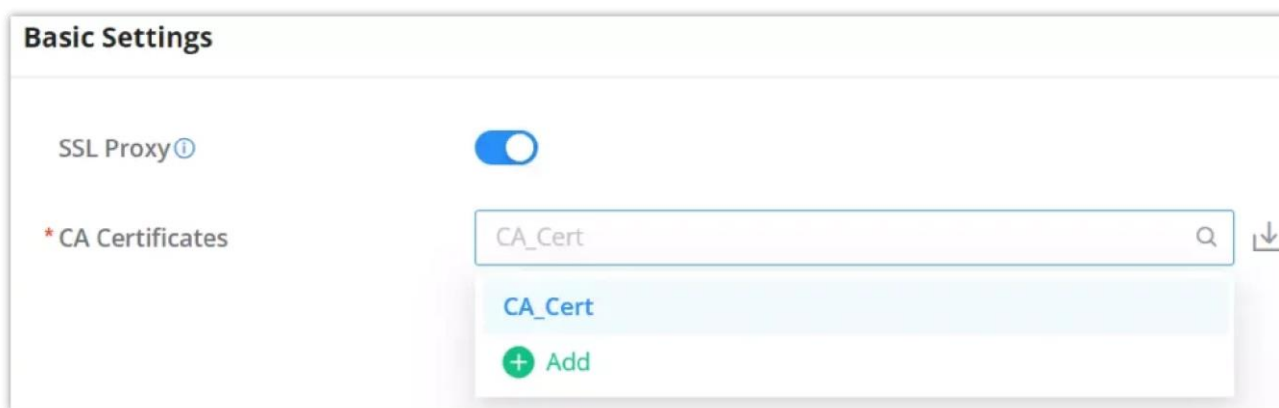 Basic Settings
SSL Proxy
* CA Certificates
CA_Cert
CA_Cert
Add